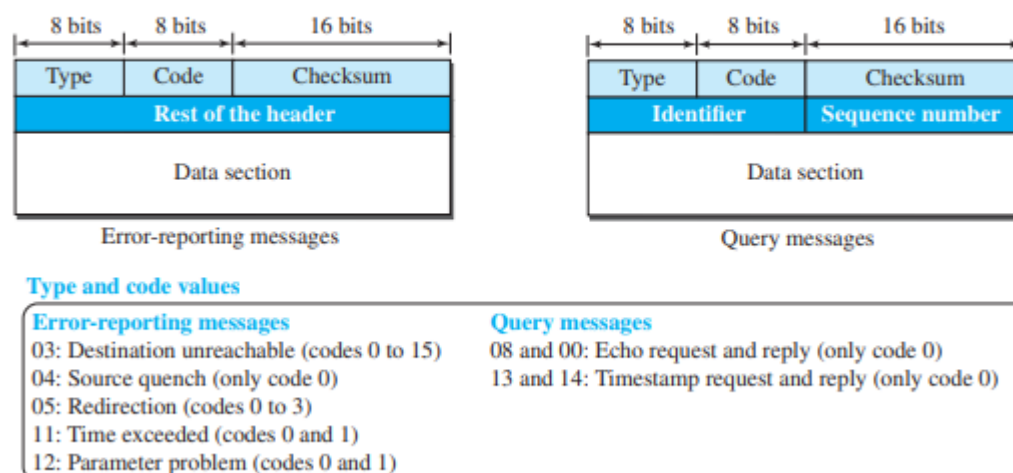 8 bits 8 bits 16 bits
Type Code Checksum
Rest of the header
Data section
Error-reporting messages
8 bits 8 bits 16 bits
Type Code Checksum
Identifier Sequence number
Data section
Query messages
Type and code values
Error-reporting messages
03: Destination unreachable (codes 0 to 15)
04: Source quench (only code 0)
05: Redirection (codes 0 to 3)
11: Time exceeded (codes 0 and 1)
12: Parameter problem (codes 0 and 1)
Query messages
08 and 00: Echo request and reply (only code 0)
13 and 14: Timestamp request and reply (only code 0)